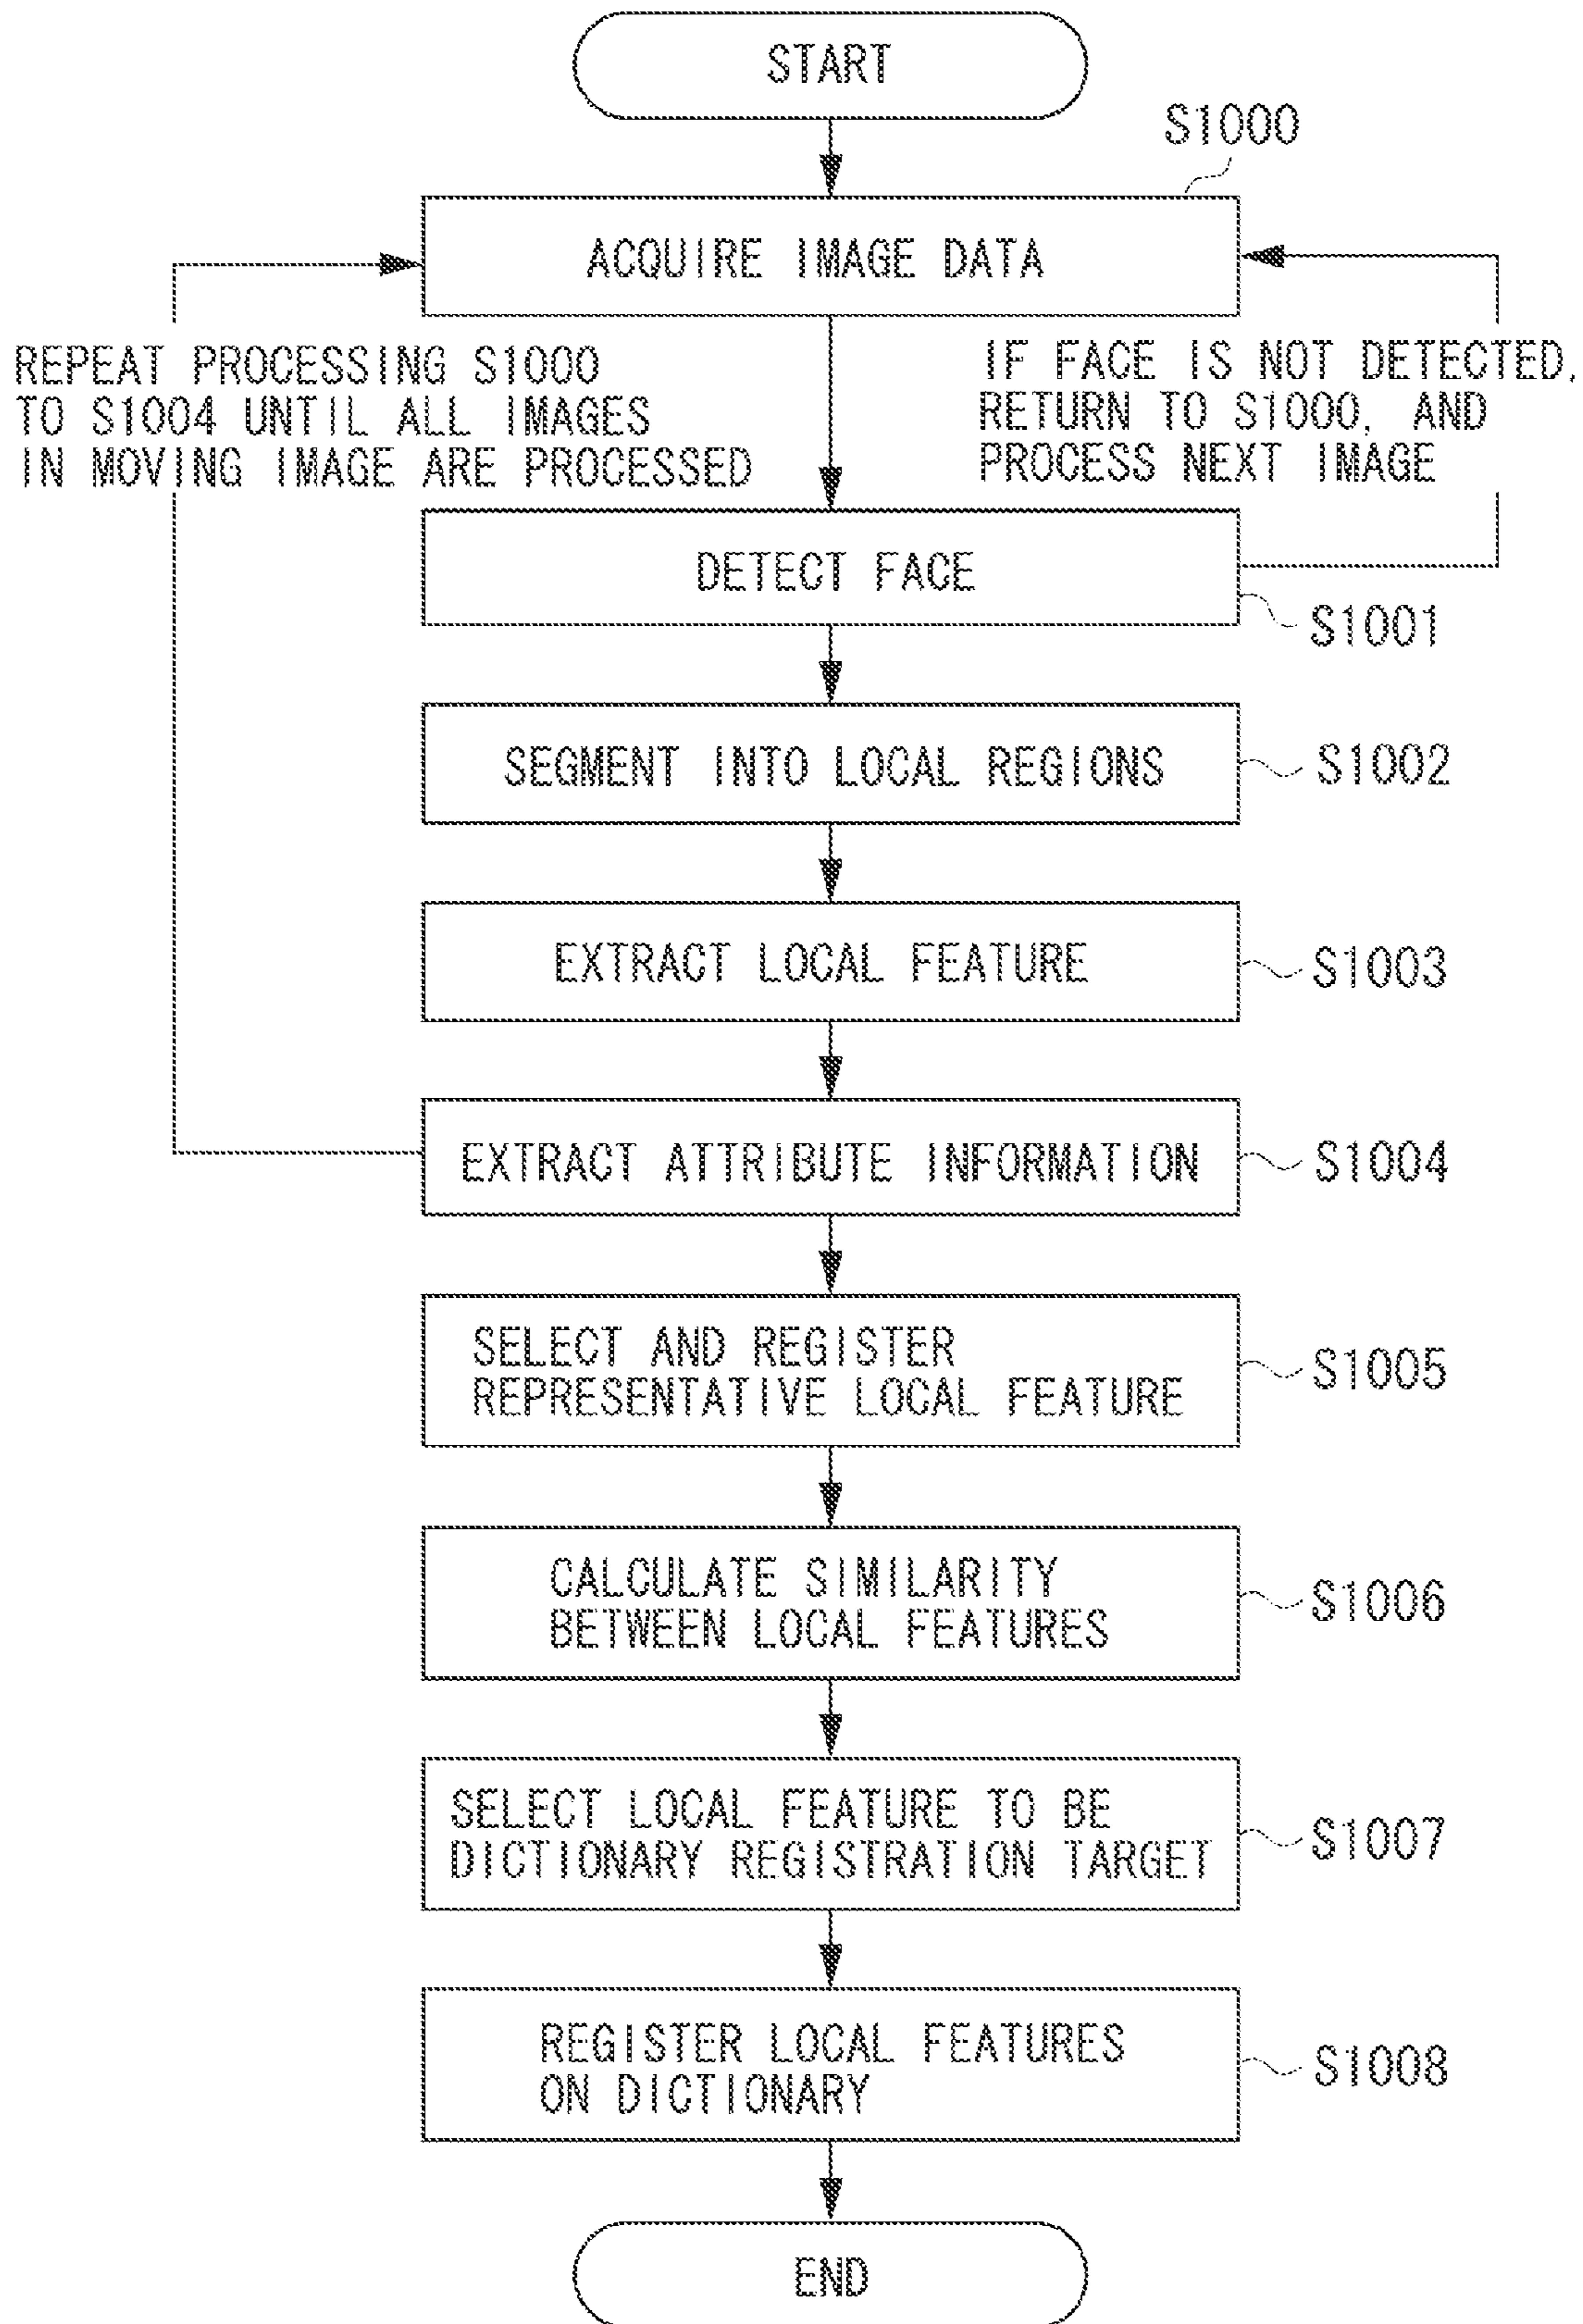 START
S1000
ACQUIRE IMAGE DATA
REPEAT PROCESSING S1000
TO S1004 UNTIL ALL IMAGES
IN MOVING IMAGE ARE PROCESSED
IF FACE IS NOT DETECTED,
RETURN TO S1000, AND
PROCESS NEXT IMAGE
DETECT FACE
S1001
SEGMENT INTO LOCAL REGIONS
S1002
EXTRACT LOCAL FEATURE
S1003
EXTRACT ATTRIBUTE INFORMATION
S1004
SELECT AND REGISTER
REPRESENTATIVE LOCAL FEATURE
S1005
CALCULATE SIMILARITY
BETWEEN LOCAL FEATURES
S1006
SELECT LOCAL FEATURE TO BE
DICTIONARY REGISTRATION TARGET
S1007
REGISTER LOCAL FEATURES
ON DICTIONARY
S1008
END